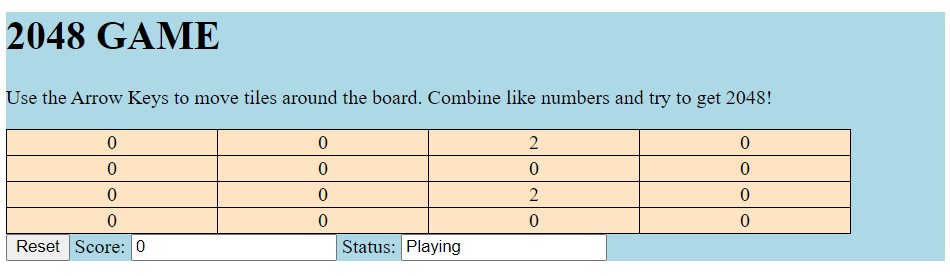 2048 GAME
Use the Arrow Keys to move tiles around the board. Combine like numbers and try to get 2048!
0 0 2 0
0 0 0 0
0 0 2 0
0 0 0 0
Reset Score: 0 Status: Playing